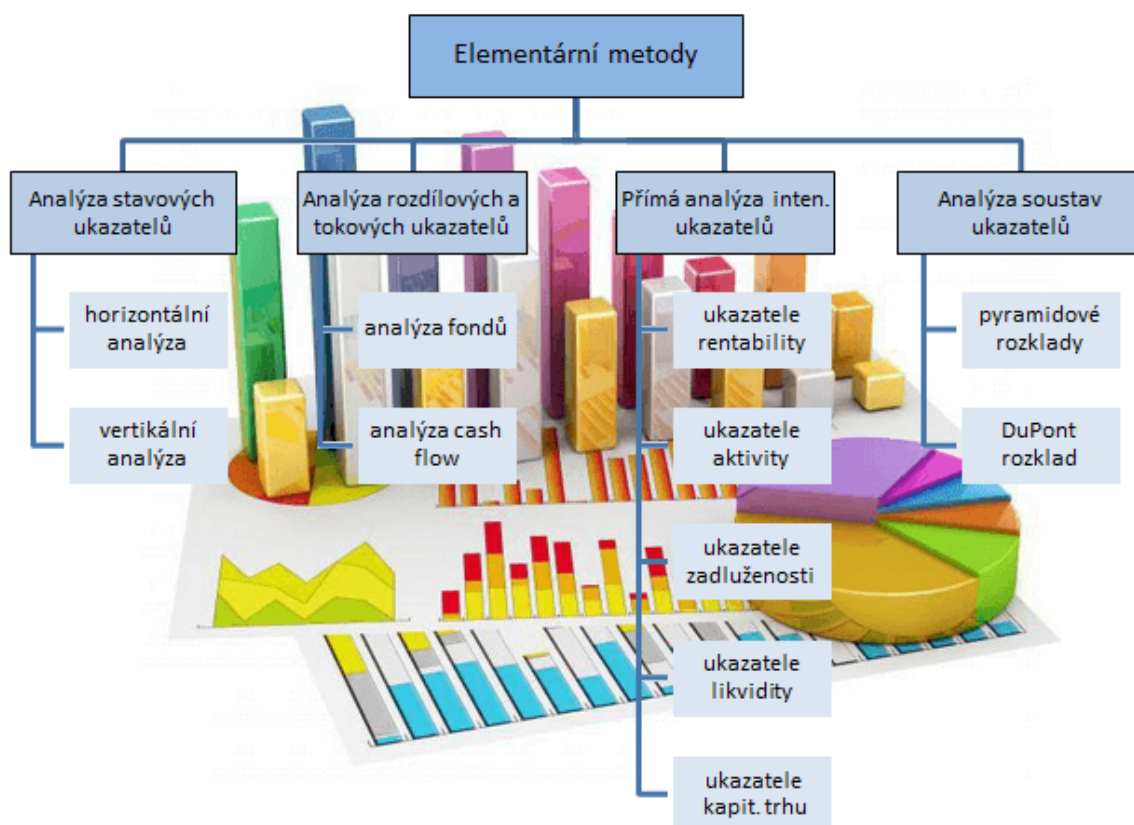 Elementární metody
Analýza stavových
ukazatelů
horizontální
analýza
vertikální
analýza
Analýza rozdílových a
tokových ukazatelů
analýza fondů
analýza cash
flow
Přímá analýza inten.
ukazatelů
ukazatele
rentability
ukazatele
aktivity
ukazatele
zadluženosti
ukazatele
likvidity
ukazatele
kapit. trhu
Analýza soustav
ukazatelů
pyramidové
rozklady
DuPont
rozklad